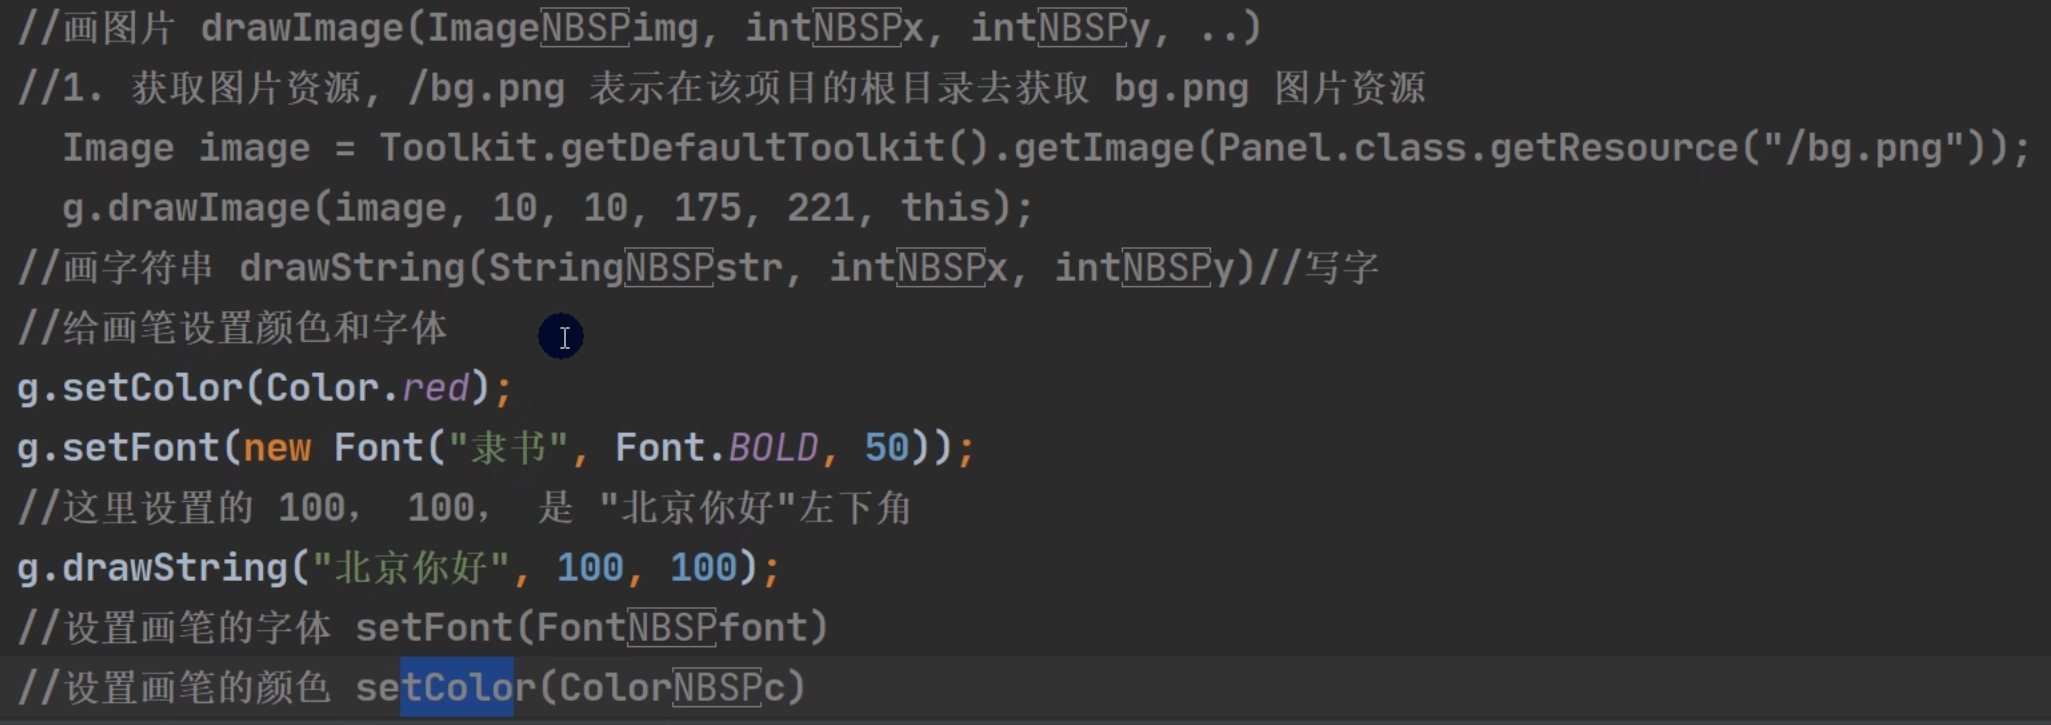 //画图片 drawImage(ImageNBSPimg, intNBSPx, intNBSPy, ..)
//1. 获取图片资源, /bg.png 表示在该项目的根目录去获取 bg.png 图片资源
Image image = Toolkit.getDefaultToolkit().getImage(Panel.class.getResource("/bg.png"));
g.drawImage(image, 10, 10, 175, 221, this);
//画字符串 drawString(StringNBSPstr, intNBSPx, intNBSPy)//写字
//给画笔设置颜色和字体
g.setColor(Color.red);
g.setFont(new Font("隶书", Font.BOLD, 50));
//这里设置的 100， 100， 是 "北京你好"左下角
g.drawString("北京你好", 100, 100);
//设置画笔的字体 setFont(FontNBSPfont)
//设置画笔的颜色 setColor(ColorNBSPc)